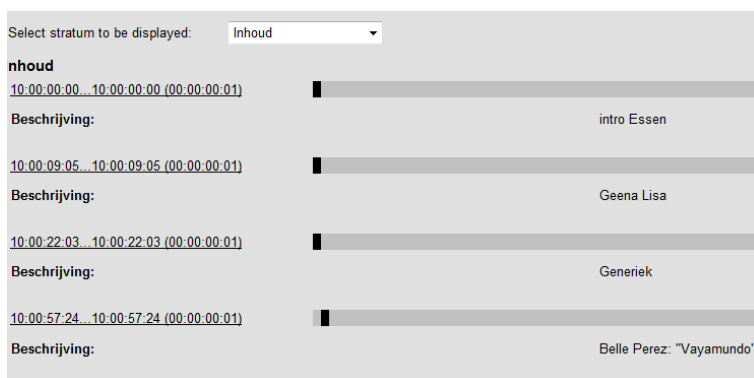 Select stratum to be displayed: Inhoud
nhoud
10:00:00:00...10:00:00:00 (00:00:00:01)
Beschrijving: intro Essen
10:00:09:05...10:00:09:05 (00:00:00:01)
Beschrijving: Geena Lisa
10:00:22:03...10:00:22:03 (00:00:00:01)
Beschrijving: Generiek
10:00:57:24...10:00:57:24 (00:00:00:01)
Beschrijving: Belle Perez: "Vayamundo"